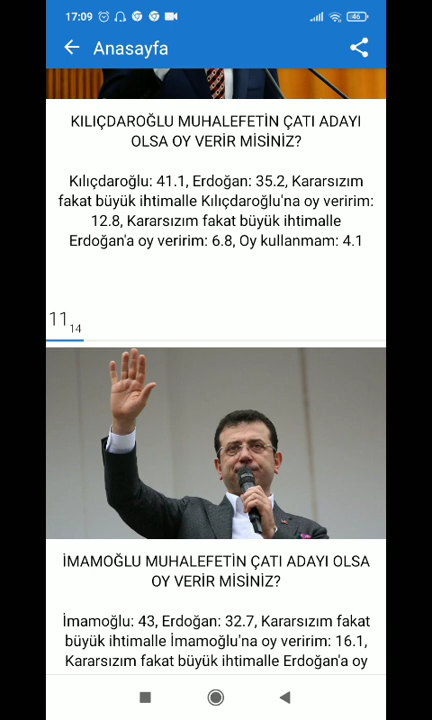 17:09
46
Anasayfa
KILIÇDAROĞLU MUHALEFETİN ÇATI ADAYI
OLSA OY VERİR MİSİNİZ?
Kılıçdaroğlu: 41.1, Erdoğan: 35.2, Kararsızım
fakat büyük ihtimalle Kılıçdaroğlu'na oy veririm:
12.8, Kararsızım fakat büyük ihtimalle
Erdoğan'a oy veririm: 6.8, Oy kullanmam: 4.1
11 14
İMAMOĞLU MUHALEFETİN ÇATI ADAYI OLSA
OY VERİR MİSİNİZ?
İmamoğlu: 43, Erdoğan: 32.7, Kararsızım fakat
büyük ihtimalle İmamoğlu'na oy veririm: 16.1,
Kararsızım fakat büyük ihtimalle Erdoğan'a oy